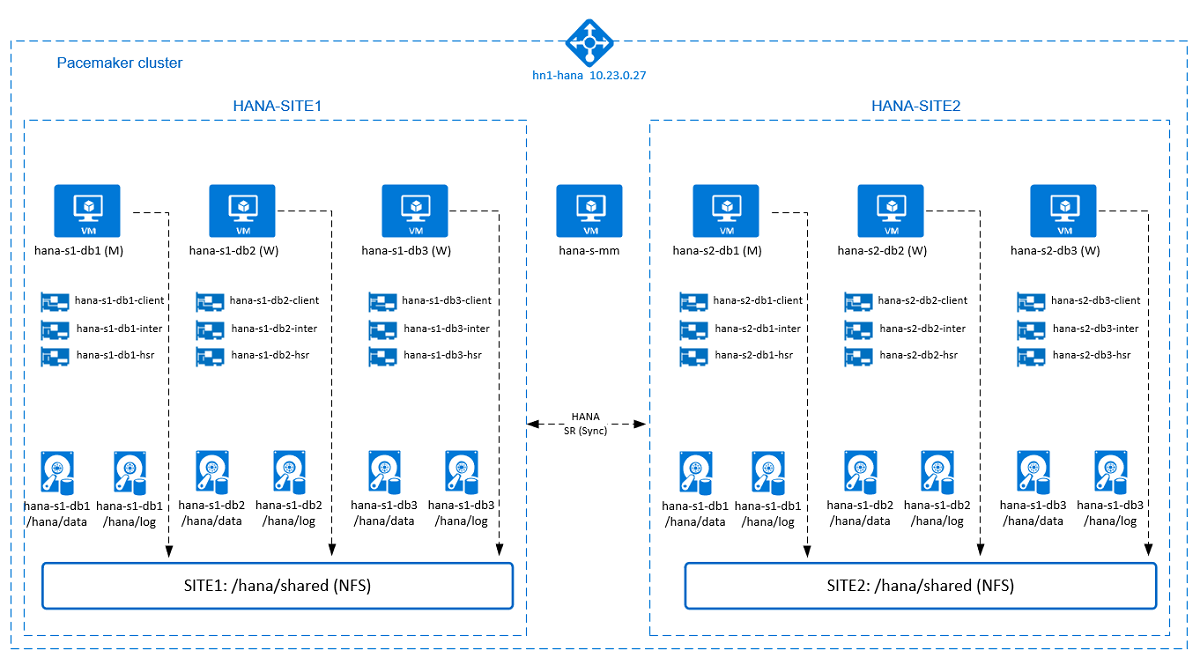 Pacemaker cluster
hn1-hana 10.23.0.27
HANA-SITE1
HANA-SITE2
VM
VM
VM
VM
VM
VM
VM
hana-s1-db1 (M)
hana-s1-db2 (W)
hana-s1-db3 (W)
hana-s-mm
hana-s2-db1 (M)
hana-s2-db2 (W)
hana-s2-db3 (W)
hana-s1-db1-client
hana-s1-db2-client
hana-s1-db3-client
hana-s2-db1-client
hana-s2-db2-client
hana-s2-db3-client
hana-s1-db1-inter
hana-s1-db2-inter
hana-s1-db3-inter
hana-s2-db1-inter
hana-s2-db2-inter
hana-s2-db3-inter
hana-s1-db1-hsr
hana-s1-db2-hsr
hana-s1-db3-hsr
hana-s2-db1-hsr
hana-s2-db2-hsr
hana-s2-db3-hsr
HANA
SR (Sync)
hana-s1-db1
/hana/data
hana-s1-db1
/hana/log
hana-s1-db2
/hana/data
hana-s1-db2
/hana/log
hana-s1-db3
/hana/data
hana-s1-db3
/hana/log
hana-s1-db1
/hana/data
hana-s1-db1
/hana/log
hana-s1-db2
/hana/data
hana-s1-db2
/hana/log
hana-s1-db3
/hana/data
hana-s1-db3
/hana/log
SITE1: /hana/shared (NFS)
SITE2: /hana/shared (NFS)